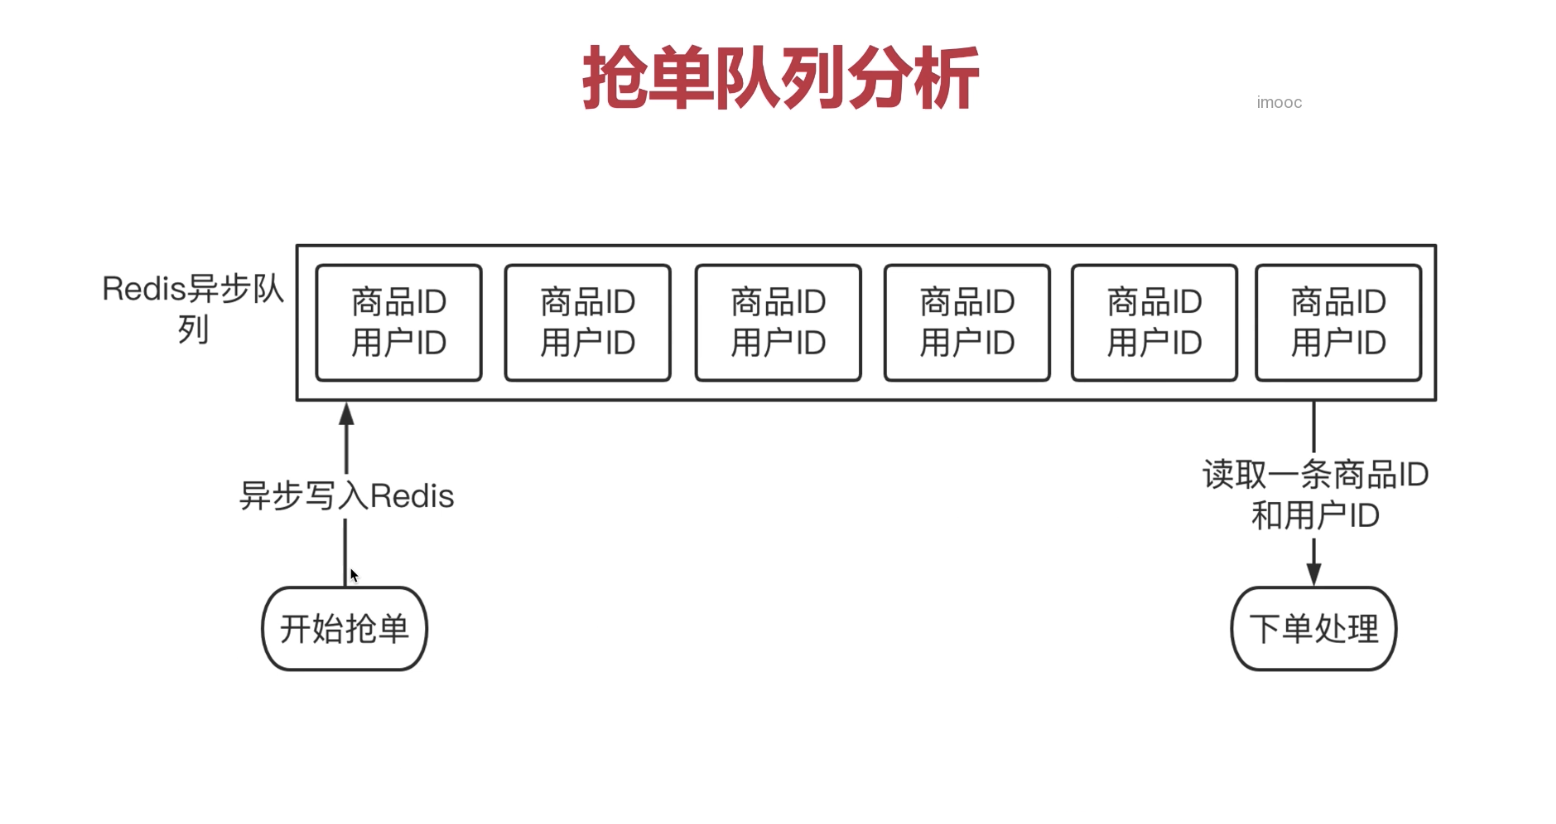 抢单队列分析
imooc
Redis异步队
列
商品ID
用户ID
商品ID
用户ID
商品ID
用户ID
商品ID
用户ID
商品ID
用户ID
商品ID
用户ID
异步写入Redis
读取一条商品ID
和用户ID
开始抢单
下单处理